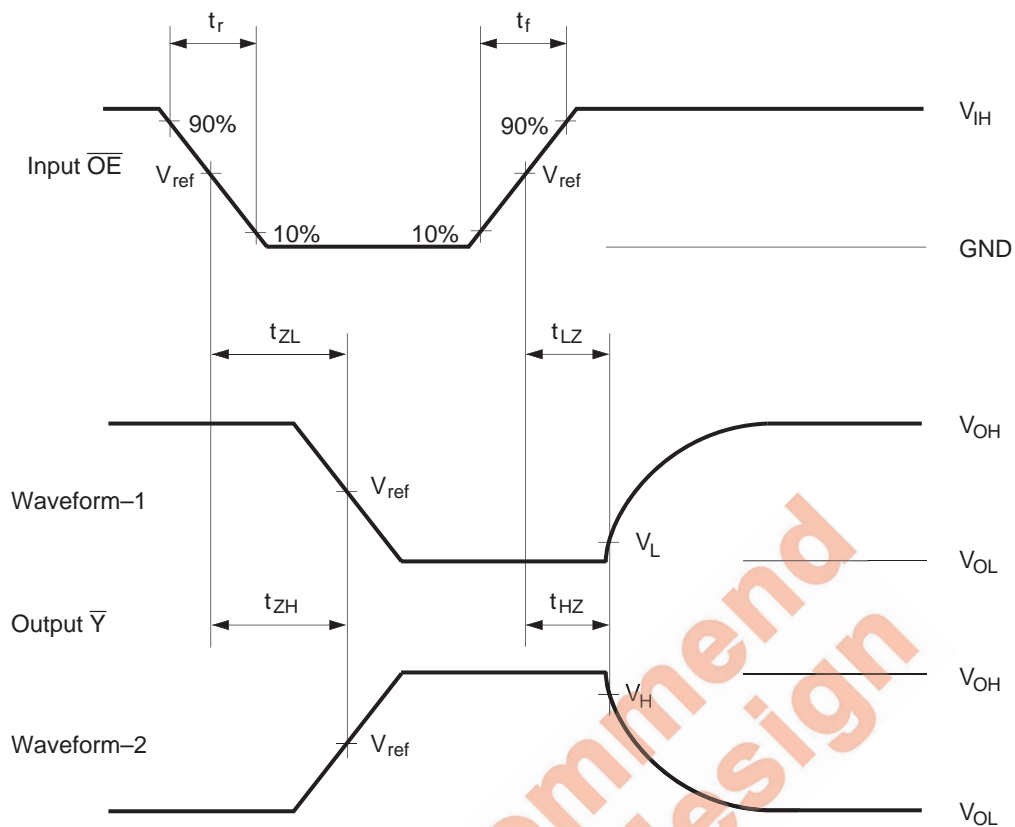 tr
tf
90%
90%
VIH
Input OE
Vref
Vref
10%
10%
GND
tZL
tLZ
VOH
Waveform–1
Vref
VL
VOL
Output Y
tZH
tHZ
VOH
VH
Waveform–2
Vref
VOL